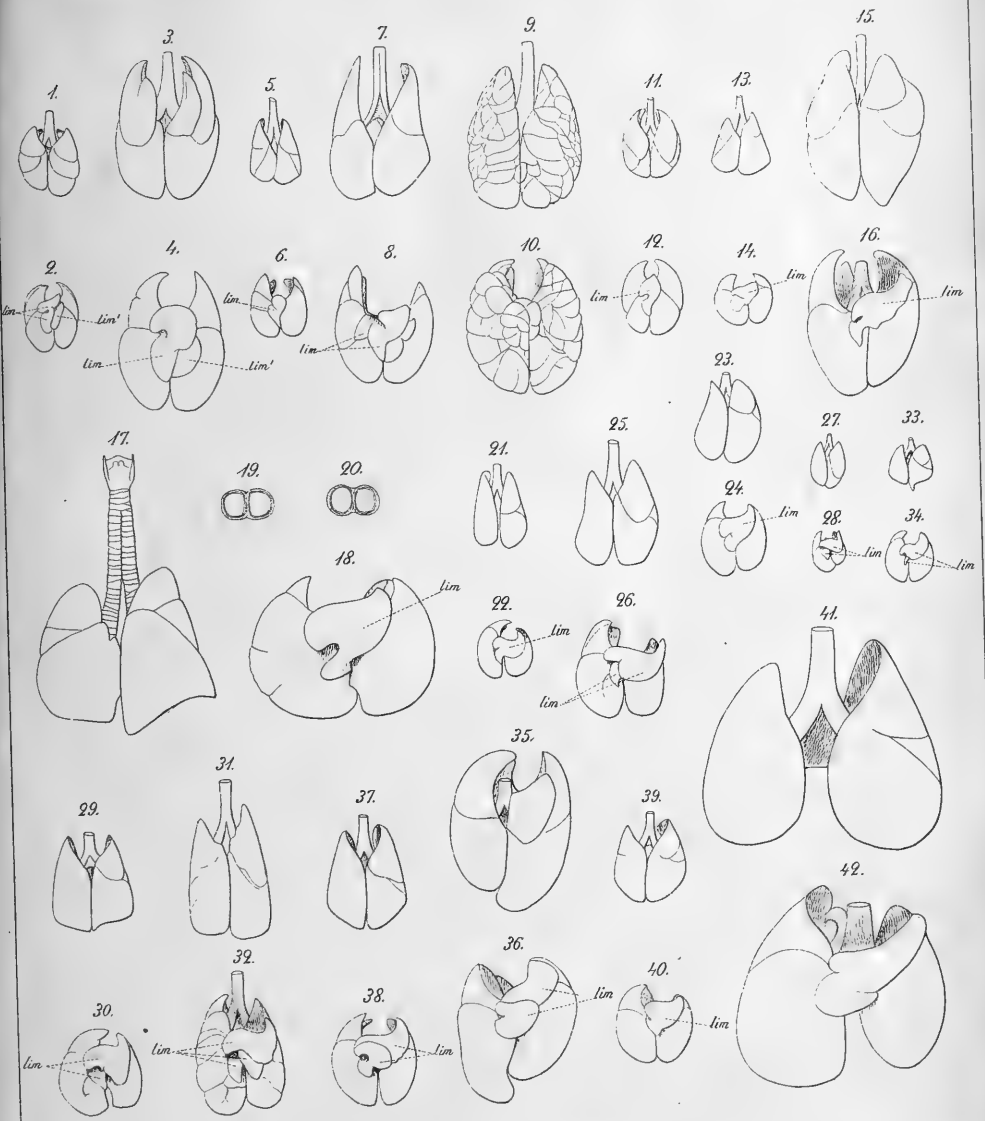 1.
3.
5.
7.
9.
11.
13.
15.
2.
lim
lim'
4.
lim
lim'
6.
lim
8.
lim
10.
12.
lim
14.
lim
16.
lim
17.
19.
20.
18.
lim
21.
25.
23.
27.
33.
24.
lim
28.
lim
34.
lim
22.
lim
26.
lim
41.
29.
31.
37.
35.
39.
42.
30.
lim
32.
lim
38.
lim
36.
lim
40.
lim